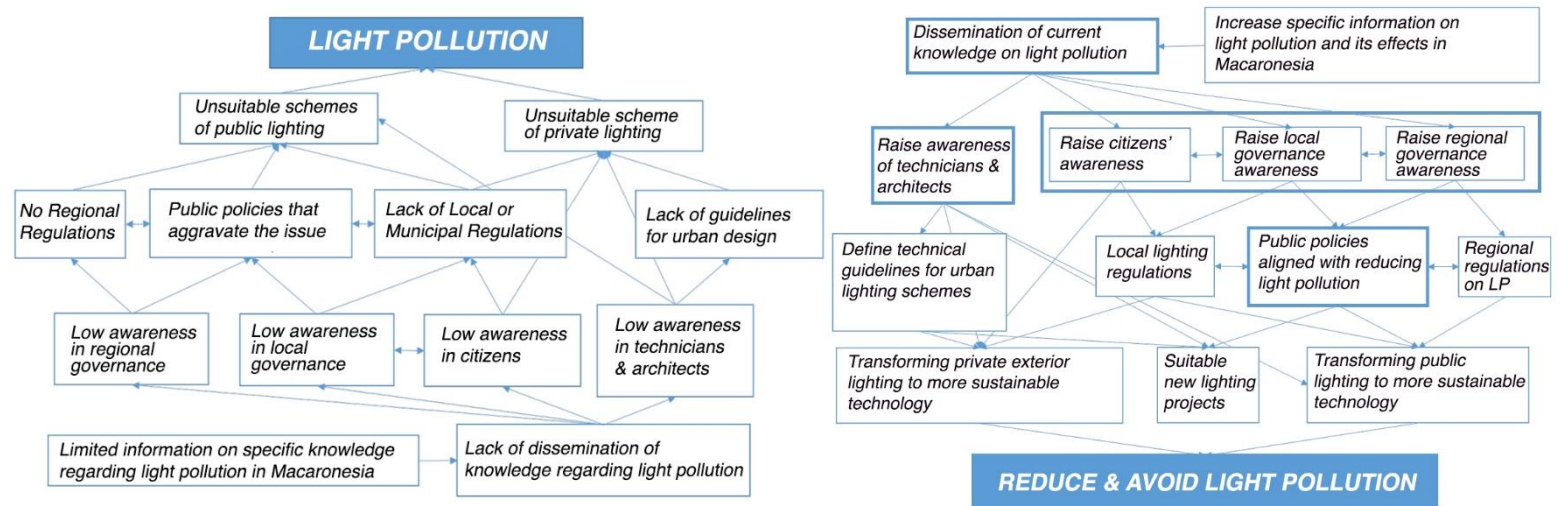 LIGHT POLLUTION
Unsuitable schemes
of public lighting
Unsuitable scheme
of private lighting
No Regional
Regulations
Public policies that
aggravate the issue
Lack of Local or
Municipal Regulations
Lack of guidelines
for urban design
Low awareness
in regional
governance
Low awareness
in local
governance
Low awareness
in citizens
Low awareness
in technicians
& architects
Limited information on specific knowledge
regarding light pollution in Macaronesia
Lack of dissemination of
knowledge regarding light pollution
Dissemination of current
knowledge on light pollution
Increase specific information on
light pollution and its effects in
Macaronesia
Raise awareness
of technicians &
architects
Raise citizens'
awareness
Raise local
governance
awareness
Raise regional
governance
awareness
Define technical
guidelines for urban
lighting schemes
Local lighting
regulations
Public policies
aligned with reducing
light pollution
Regional
regulations
on LP
Transforming private exterior
lighting to more sustainable
technology
Suitable
new lighting
projects
Transforming public
lighting to more sustainable
technology
REDUCE & AVOID LIGHT POLLUTION